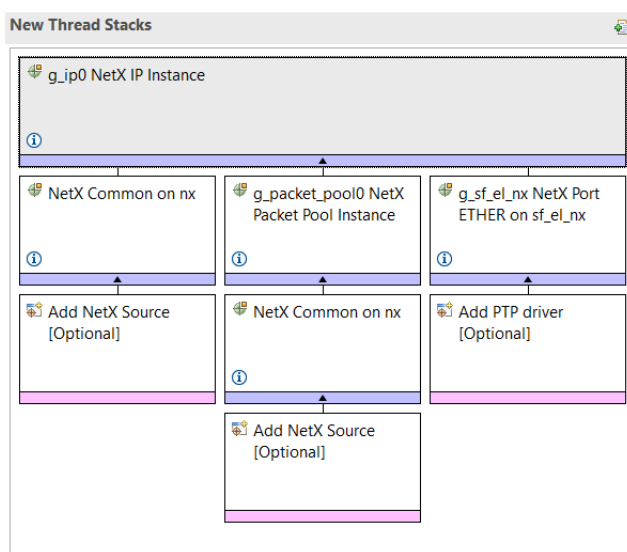 New Thread Stacks
g_ip0 NetX IP Instance
NetX Common on nx
g_packet_pool0 NetX
Packet Pool Instance
g_sf_el_nx NetX Port
ETHER on sf_el_nx
Add NetX Source
[Optional]
NetX Common on nx
Add PTP driver
[Optional]
Add NetX Source
[Optional]